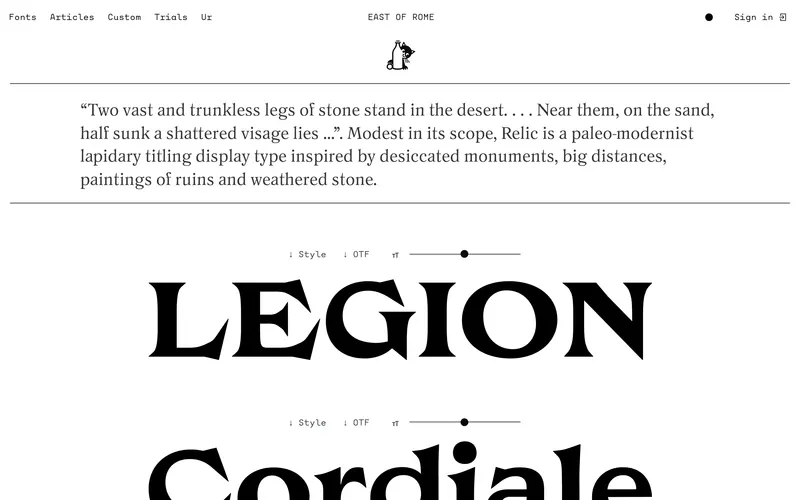 Fonts Articles Custom Trials Ur EAST OF ROME Sign in
“Two vast and trunkless legs of stone stand in the desert. . . . Near them, on the sand,
half sunk a shattered visage lies ...”. Modest in its scope, Relic is a paleo-modernist
lapidary titling display type inspired by desiccated monuments, big distances,
paintings of ruins and weathered stone.
↓ Style ↓ OTF TT
LEGION
↓ Style ↓ OTF TT
Cordiale